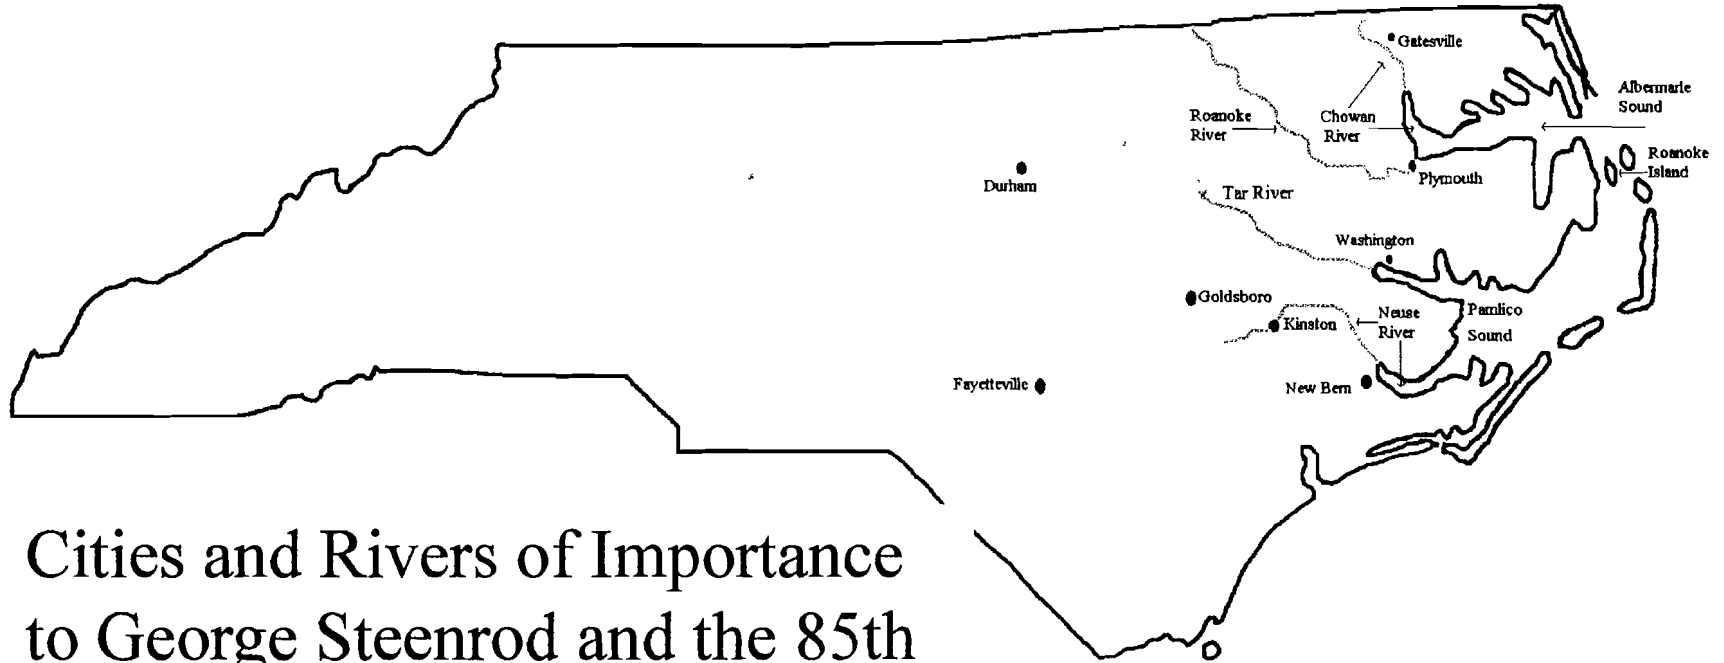 Gatesville
Albermarle
Sound
Roanoke
River
Chowan
River
Roanoke
Island
Durham
Plymouth
Tar River
Washington
Goldsboro
Kinston
Neuse
River
Pamlico
Sound
Fayetteville
New Bern
Cities and Rivers of Importance
to George Steenrod and the 85th